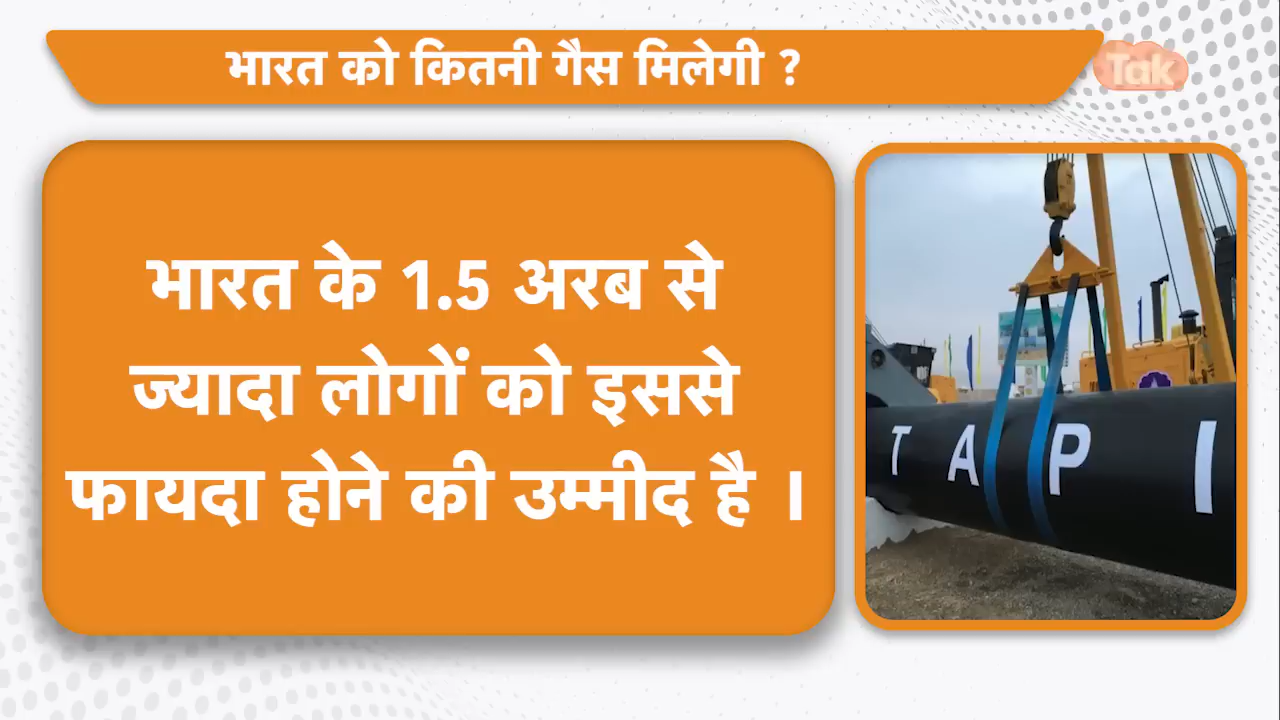 भारत को कितनी गैस मिलेगी ?
Tak
भारत के 1.5 अरब से
ज्यादा लोगों को इससे
फायदा होने की उम्मीद है ।
T A P I